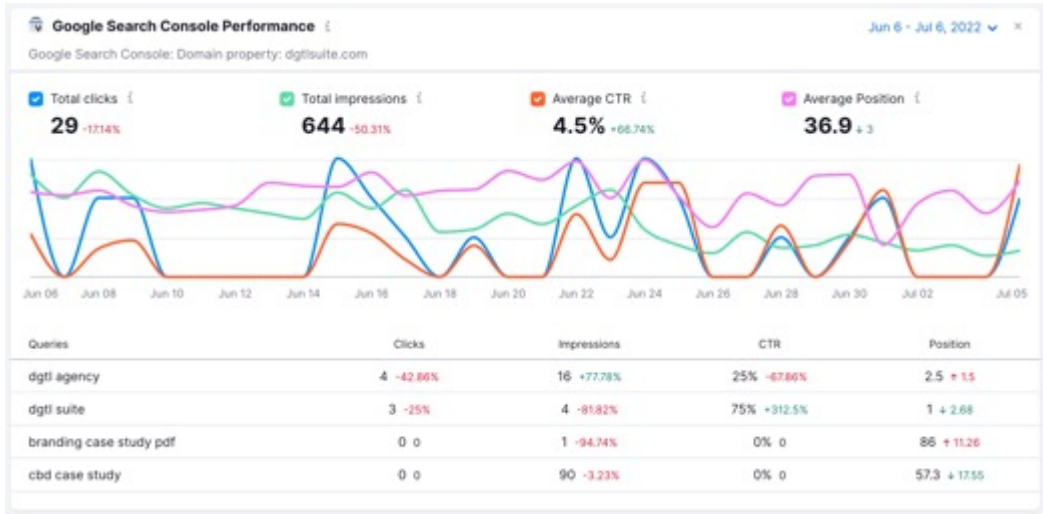 Google Search Console Performance i Jun 6 - Jul 6, 2022 ×
Google Search Console: Domain property: dgtlsuite.com
Total clicks i Total impressions i Average CTR i Average Position i
29 -17.14% 644 -50.31% 4.5% +66.74% 36.9 ↓ 3
Jun 06 Jun 08 Jun 10 Jun 12 Jun 14 Jun 16 Jun 18 Jun 20 Jun 22 Jun 24 Jun 26 Jun 28 Jun 30 Jul 02 Jul 05
Queries Clicks Impressions CTR Position
dgtl agency 4 -42.86% 16 +77.78% 25% -67.86% 2.5 ↑ 1.5
dgtl suite 3 -25% 4 -81.82% 75% +312.5% 1 ↓ 2.68
branding case study pdf 0 0 1 -94.74% 0% 0 86 ↑ 11.26
cbd case study 0 0 90 -3.23% 0% 0 57.3 ↓ 17.55